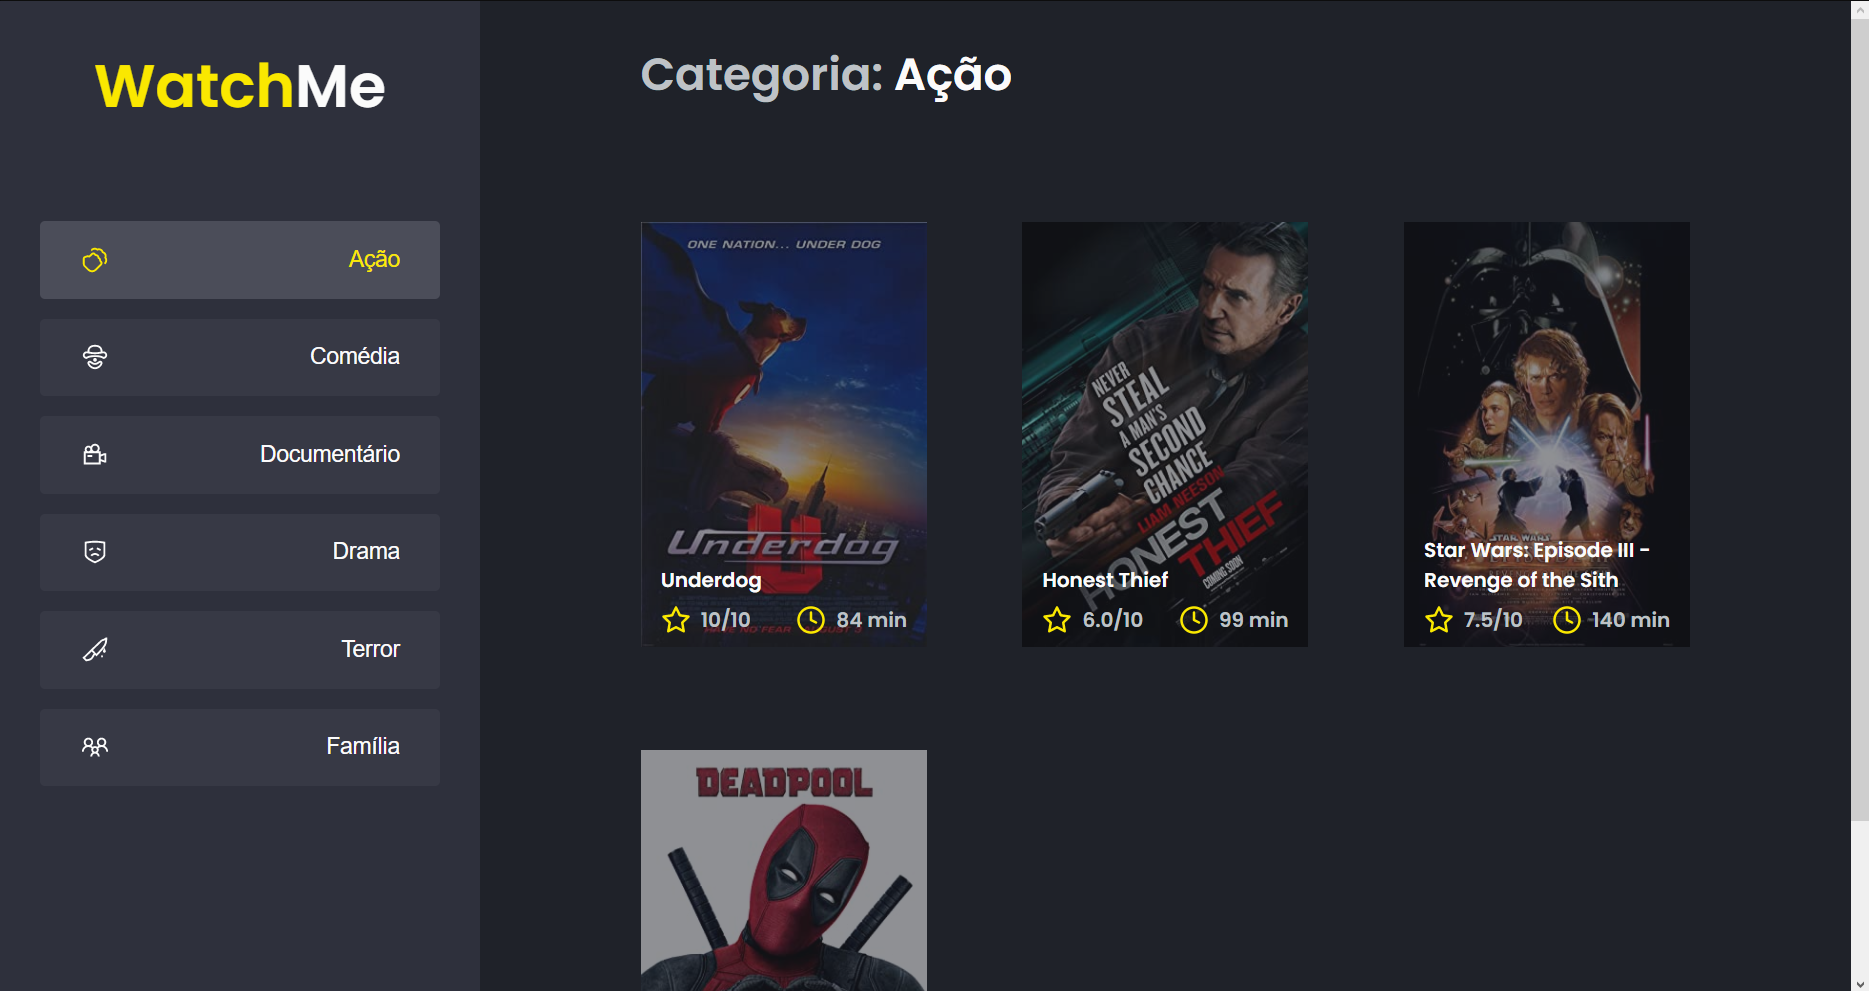 WatchMe
Ação
Comédia
Documentário
Drama
Terror
Família
Categoria: Ação
ONE NATION... UNDER DOG
Underdog
Underdog
10/10 84 min
NEVER
STEAL
A MAN'S
SECOND
CHANCE
LIAM NEESON
HONEST
THIEF
COMING SOON
Honest Thief
6.0/10 99 min
STAR WARS
Star Wars: Episode III -
Revenge of the Sith
7.5/10 140 min
DEADPOOL